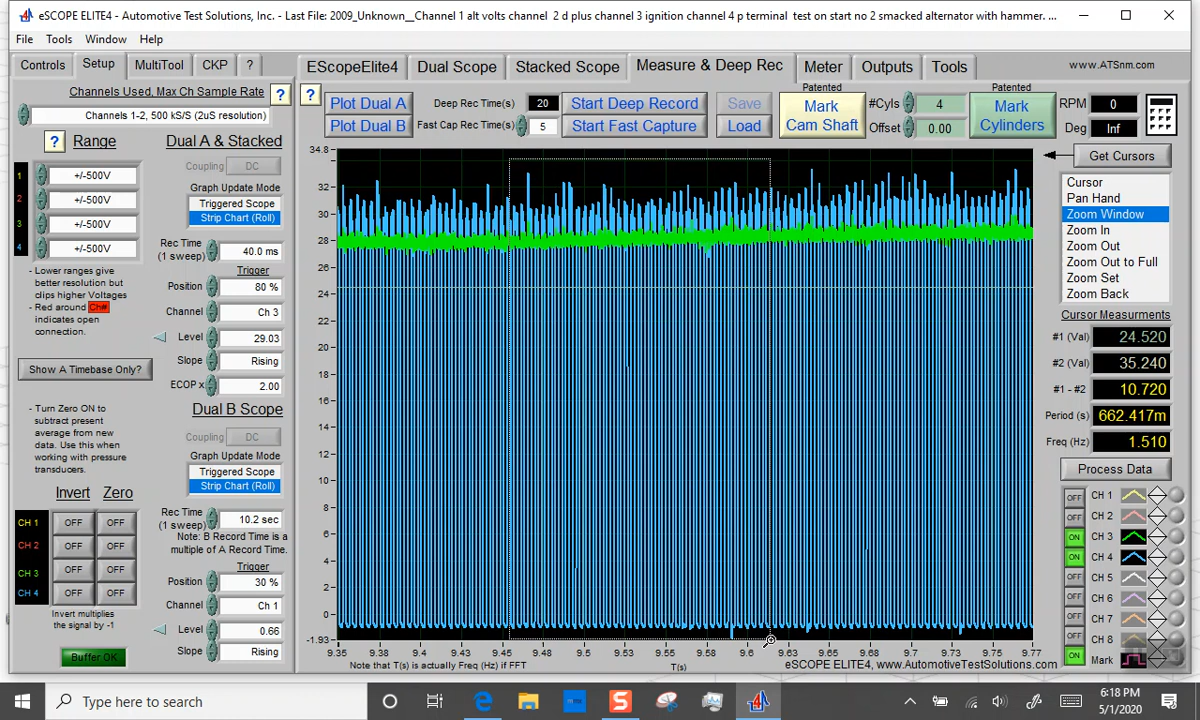 eSCOPE ELITE4 - Automotive Test Solutions, Inc. - Last File: 2009_Unknown__Channel 1 alt volts channel 2 d plus channel 3 ignition channel 4 p terminal test on start no 2 smacked alternator with hammer. ...
File Tools Window Help
Controls Setup MultiTool CKP ? EScopeElite4 Dual Scope Stacked Scope Measure & Deep Rec Meter Outputs Tools www.ATSnm.com
Channels Used, Max Ch Sample Rate ?
Channels 1-2, 500 kS/S (2uS resolution)
? Range
1 +/-500V
2 +/-500V
3 +/-500V
4 +/-500V
- Lower ranges give
better resolution but
clips higher Voltages
- Red around Ch#
indicates open
connection.
Show A Timebase Only?
- Turn Zero ON to
subtract present
average from new
data. Use this when
working with pressure
transducers.
Invert Zero
CH 1 OFF OFF
CH 2 OFF OFF
CH 3 OFF OFF
CH 4 OFF OFF
Invert multiplies
the signal by -1
Buffer OK
Dual A & Stacked
Coupling DC
Graph Update Mode
Triggered Scope
Strip Chart (Roll)
Rec Time
(1 sweep) 40.0 ms
Trigger
Position 80 %
Channel Ch 3
Level 29.03
Slope Rising
ECOP x 2.00
Dual B Scope
Coupling DC
Graph Update Mode
Triggered Scope
Strip Chart (Roll)
Rec Time
(1 sweep) 10.2 sec
Note: B Record Time is a
multiple of A Record Time.
Trigger
Position 30 %
Channel Ch 1
Level 0.66
Slope Rising
? Plot Dual A Deep Rec Time(s) 20 Start Deep Record Save
Plot Dual B Fast Cap Rec Time(s) 5 Start Fast Capture Load
Patented
Mark
Cam Shaft
#Cyls 4
Offset 0.00
Patented
Mark
Cylinders
RPM 0
Deg Inf
34.8
32
30
28
26
24
22
20
18
16
14
12
10
8
6
4
2
0
-1.93
9.35 9.37 9.4 9.43 9.45 9.48 9.5 9.53 9.55 9.58 9.6 9.63 9.65 9.68 9.7 9.73 9.77
Note that T(s) is actually Freq (Hz) if FFT T(s) eSCOPE ELITE4, www.AutomotiveTestSolutions.com
Get Cursors
Cursor
Pan Hand
Zoom Window
Zoom In
Zoom Out
Zoom Out to Full
Zoom Set
Zoom Back
Cursor Measurments
#1 (Val) 24.520
#2 (Val) 35.240
#1 - #2 10.720
Period (s) 662.417m
Freq (Hz) 1.510
Process Data
OFF CH 1
OFF CH 2
ON CH 3
ON CH 4
OFF CH 5
OFF CH 6
OFF CH 7
OFF CH 8
ON Mark
Type here to search
6:18 PM
5/1/2020